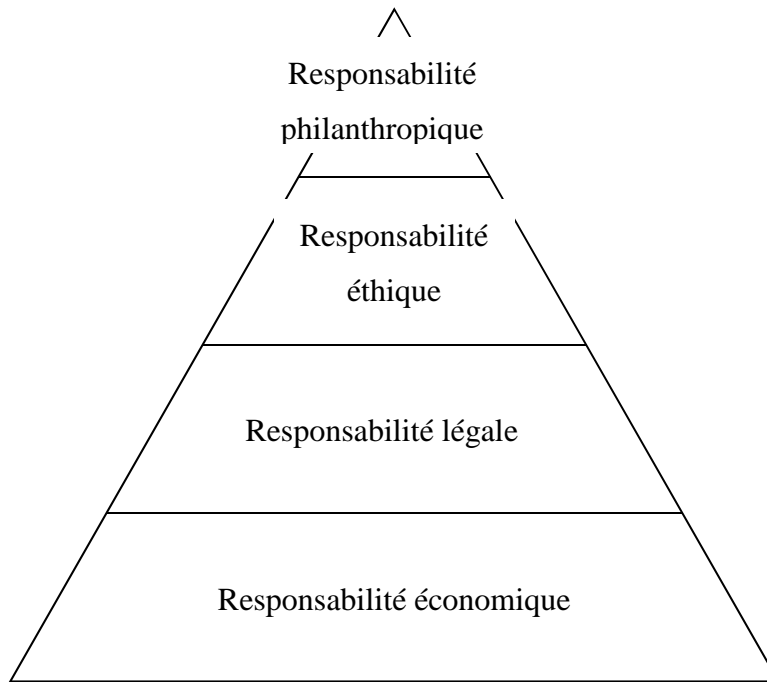 Responsabilité
philanthropique
Responsabilité
éthique
Responsabilité légale
Responsabilité économique